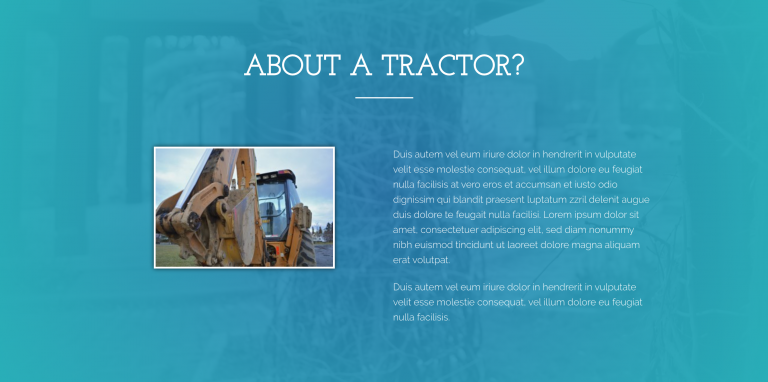 ABOUT A TRACTOR?
Duis autem vel eum iriure dolor in hendrerit in vulputate
velit esse molestie consequat, vel illum dolore eu feugiat
nulla facilisis at vero eros et accumsan et iusto odio
dignissim qui blandit praesent luptatum zzril delenit augue
duis dolore te feugait nulla facilisi. Lorem ipsum dolor sit
amet, consectetuer adipiscing elit, sed diam nonummy
nibh euismod tincidunt ut laoreet dolore magna aliquam
erat volutpat.
Duis autem vel eum iriure dolor in hendrerit in vulputate
velit esse molestie consequat, vel illum dolore eu feugiat
nulla facilisis.